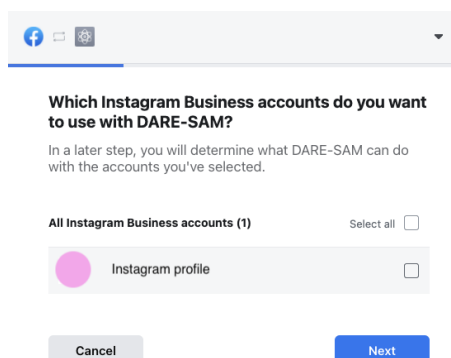 Which Instagram Business accounts do you want
to use with DARE-SAM?
In a later step, you will determine what DARE-SAM can do
with the accounts you've selected.
All Instagram Business accounts (1)
Select all
Instagram profile
Cancel
Next